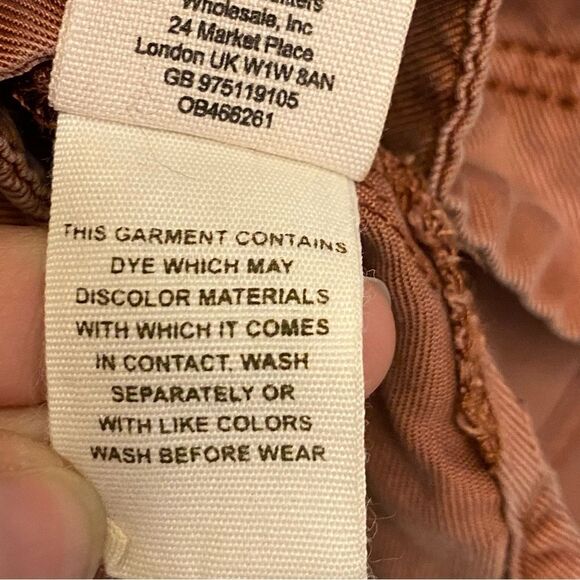 Wholesale, Inc
24 Market Place
London UK W1W 8AN
GB 975119105
OB466261
THIS GARMENT CONTAINS
DYE WHICH MAY
DISCOLOR MATERIALS
WITH WHICH IT COMES
IN CONTACT. WASH
SEPARATELY OR
WITH LIKE COLORS
WASH BEFORE WEAR